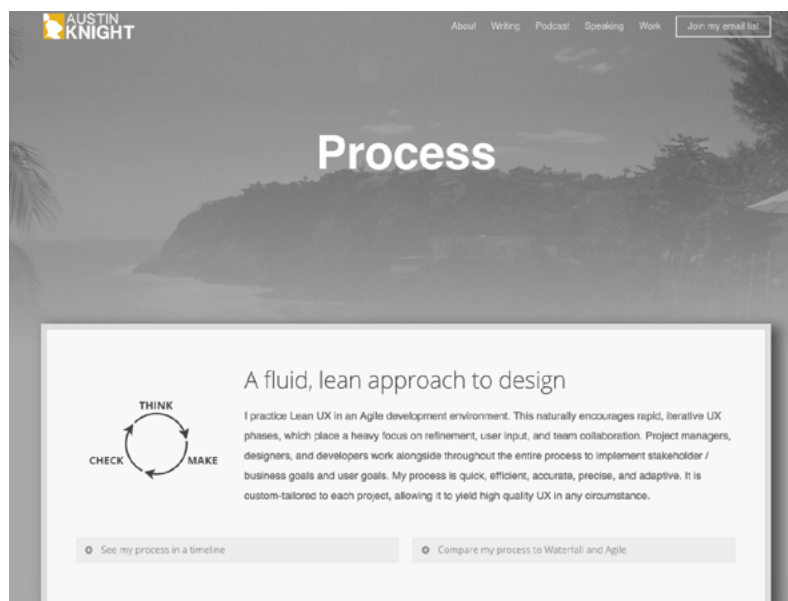 AUSTIN
KNIGHT
About Writing Podcast Speaking Work Join my email list
Process
A fluid, lean approach to design
I practice Lean UX in an Agile development environment. This naturally encourages rapid, iterative UX
phases, which place a heavy focus on refinement, user input, and team collaboration. Project managers,
designers, and developers work alongside throughout the entire process to implement stakeholder /
business goals and user goals. My process is quick, efficient, accurate, precise, and adaptive. It is
custom-tailored to each project, allowing it to yield high quality UX in any circumstance.
THINK
CHECK
MAKE
See my process in a timeline
Compare my process to Waterfall and Agile